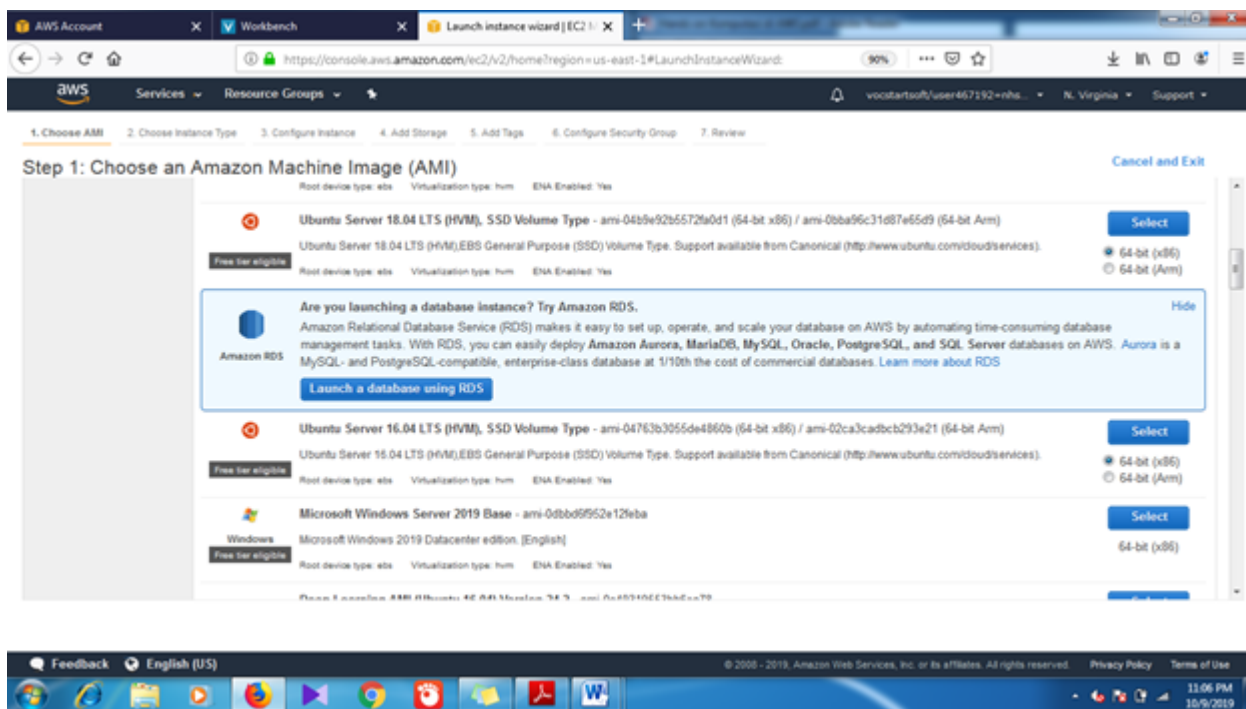 AWS Account
Workbench
Launch instance wizard | EC2 M
https://console.aws.amazon.com/ec2/v2/home?region=us-east-1#LaunchInstanceWizard:
90%
aws Services Resource Groups
vocstartsoft/user467192=nhs... N. Virginia Support
1. Choose AMI 2. Choose Instance Type 3. Configure Instance 4. Add Storage 5. Add Tags 6. Configure Security Group 7. Review
Step 1: Choose an Amazon Machine Image (AMI)
Cancel and Exit
Root device type: ebs Virtualization type: hvm ENA Enabled: Yes
Ubuntu Server 18.04 LTS (HVM), SSD Volume Type - ami-04b9e92b5572fa0d1 (64-bit x86) / ami-0bba96c31d87e65d9 (64-bit Arm)
Select
Free tier eligible
Ubuntu Server 18.04 LTS (HVM),EBS General Purpose (SSD) Volume Type. Support available from Canonical (http://www.ubuntu.com/cloud/services).
64-bit (x86)
Root device type: ebs Virtualization type: hvm ENA Enabled: Yes
64-bit (Arm)
Are you launching a database instance? Try Amazon RDS.
Hide
Amazon RDS
Amazon Relational Database Service (RDS) makes it easy to set up, operate, and scale your database on AWS by automating time-consuming database
management tasks. With RDS, you can easily deploy Amazon Aurora, MariaDB, MySQL, Oracle, PostgreSQL, and SQL Server databases on AWS. Aurora is a
MySQL- and PostgreSQL-compatible, enterprise-class database at 1/10th the cost of commercial databases. Learn more about RDS
Launch a database using RDS
Ubuntu Server 16.04 LTS (HVM), SSD Volume Type - ami-04763b3055de4860b (64-bit x86) / ami-02ca3cadbcb293e21 (64-bit Arm)
Select
Free tier eligible
Ubuntu Server 16.04 LTS (HVM),EBS General Purpose (SSD) Volume Type. Support available from Canonical (http://www.ubuntu.com/cloud/services).
64-bit (x86)
Root device type: ebs Virtualization type: hvm ENA Enabled: Yes
64-bit (Arm)
Microsoft Windows Server 2019 Base - ami-0dbbd6f952e12feba
Select
Windows
Free tier eligible
Microsoft Windows 2019 Datacenter edition. [English]
64-bit (x86)
Root device type: ebs Virtualization type: hvm ENA Enabled: Yes
Feedback English (US)
© 2008 - 2019, Amazon Web Services, Inc. or its affiliates. All rights reserved. Privacy Policy Terms of Use
11:06 PM
10/9/2019